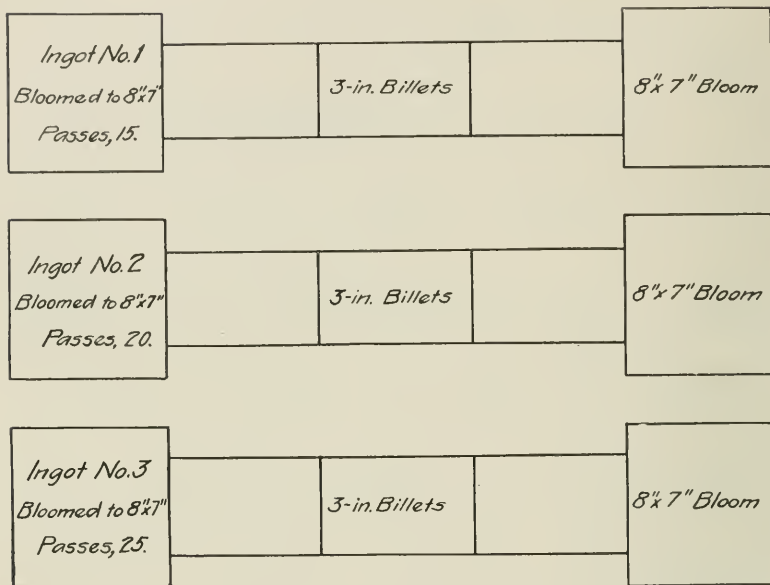 Ingot No.1
Bloomed to 8"x7"
Passes, 15.
3-in. Billets
8"x 7" Bloom
Ingot No.2
Bloomed to 8"x7"
Passes, 20.
3-in. Billets
8"x 7" Bloom
Ingot No.3
Bloomed to 8"x7"
Passes, 25.
3-in. Billets
8"x 7" Bloom